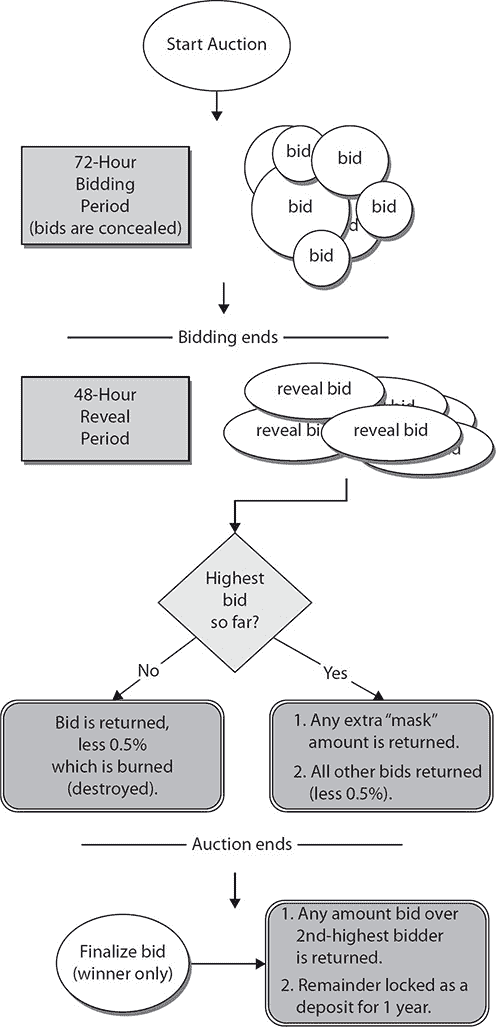 Start Auction
72-Hour
Bidding
Period
(bids are concealed)
bid
bid
bid
bid
bid
Bidding ends
48-Hour
Reveal
Period
reveal bid
reveal
reveal bid
Highest
bid
so far?
No
Yes
Bid is returned,
less 0.5%
which is burned
(destroyed).
1. Any extra “mask”
amount is returned.
2. All other bids returned
(less 0.5%).
Auction ends
Finalize bid
(winner only)
1. Any amount bid over
2nd-highest bidder
is returned.
2. Remainder locked as a
deposit for 1 year.